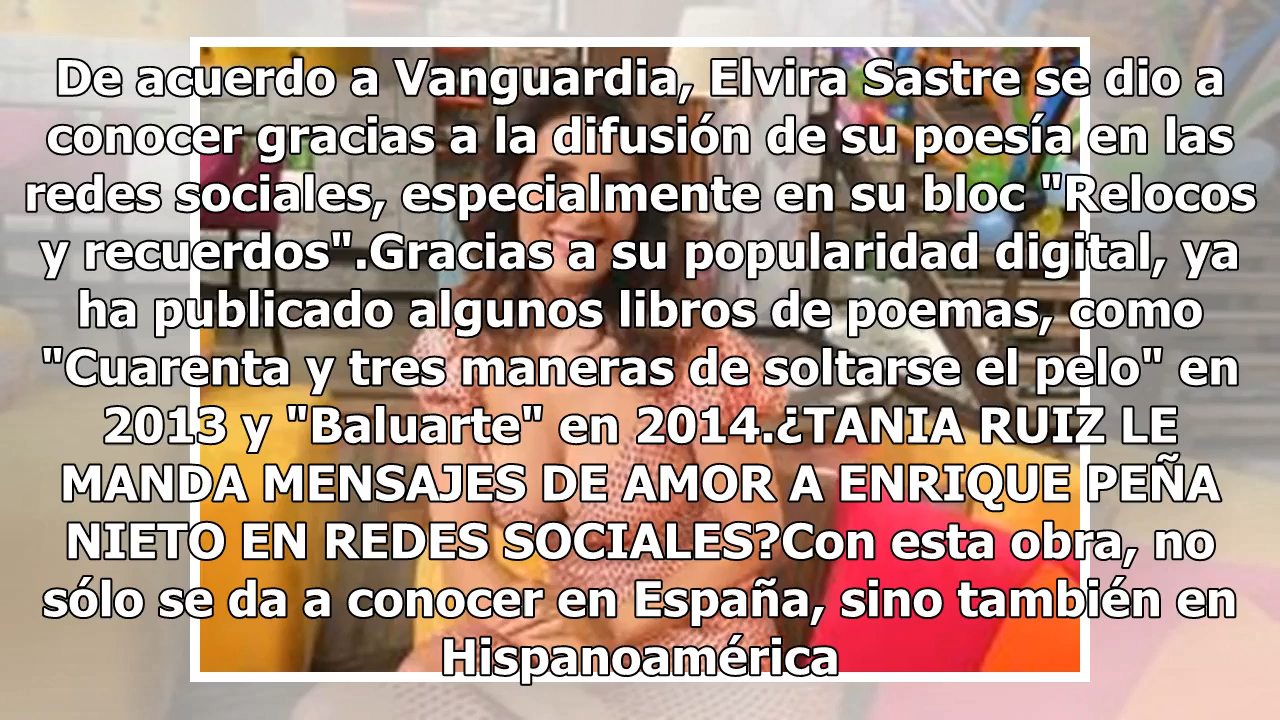 De acuerdo a Vanguardia, Elvira Sastre se dio a
conocer gracias a la difusión de su poesía en las
redes sociales, especialmente en su bloc "Relocos
y recuerdos".Gracias a su popularidad digital, ya
ha publicado algunos libros de poemas, como
"Cuarenta y tres maneras de soltarse el pelo" en
2013 y "Baluarte" en 2014.¿TANIA RUIZ LE
MANDA MENSAJES DE AMOR A ENRIQUE PEÑA
NIETO EN REDES SOCIALES?Con esta obra, no
sólo se da a conocer en España, sino también en
Hispanoamérica